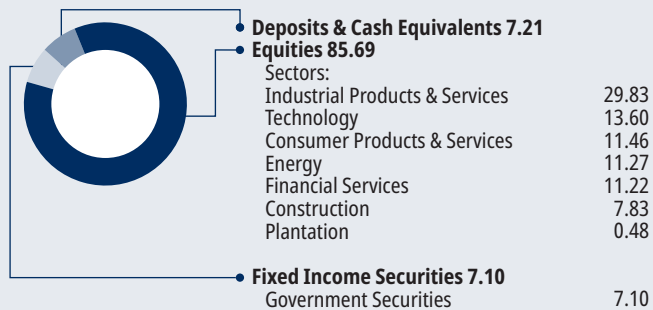 Deposits & Cash Equivalents 7.21
Equities 85.69
Sectors:
Industrial Products & Services 29.83
Technology 13.60
Consumer Products & Services 11.46
Energy 11.27
Financial Services 11.22
Construction 7.83
Plantation 0.48
Fixed Income Securities 7.10
Government Securities 7.10